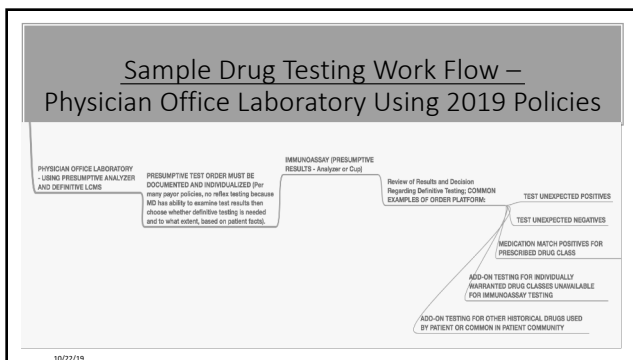 Sample Drug Testing Work Flow –
Physician Office Laboratory Using 2019 Policies
PHYSICIAN OFFICE LABORATORY
- USING PRESUMPTIVE ANALYZER
AND DEFINITIVE LCMS
PRESUMPTIVE TEST ORDER MUST BE
DOCUMENTED AND INDIVIDUALIZED (Per
many payor policies, no reflex testing because
MD has ability to examine test results then
choose whether definitive testing is needed
and to what extent, based on patient facts).
IMMUNOASSAY (PRESUMPTIVE
RESULTS - Analyzer or Cup)
Review of Results and Decision
Regarding Definitive Testing; COMMON
EXAMPLES OF ORDER PLATFORM:
TEST UNEXPECTED POSITIVES
TEST UNEXPECTED NEGATIVES
MEDICATION MATCH POSITIVES FOR
PRESCRIBED DRUG CLASS
ADD-ON TESTING FOR INDIVIDUALLY
WARRANTED DRUG CLASSES UNAVAILABLE
FOR IMMUNOASSAY TESTING
ADD-ON TESTING FOR OTHER HISTORICAL DRUGS USED
BY PATIENT OR COMMON IN PATIENT COMMUNITY
10/22/19